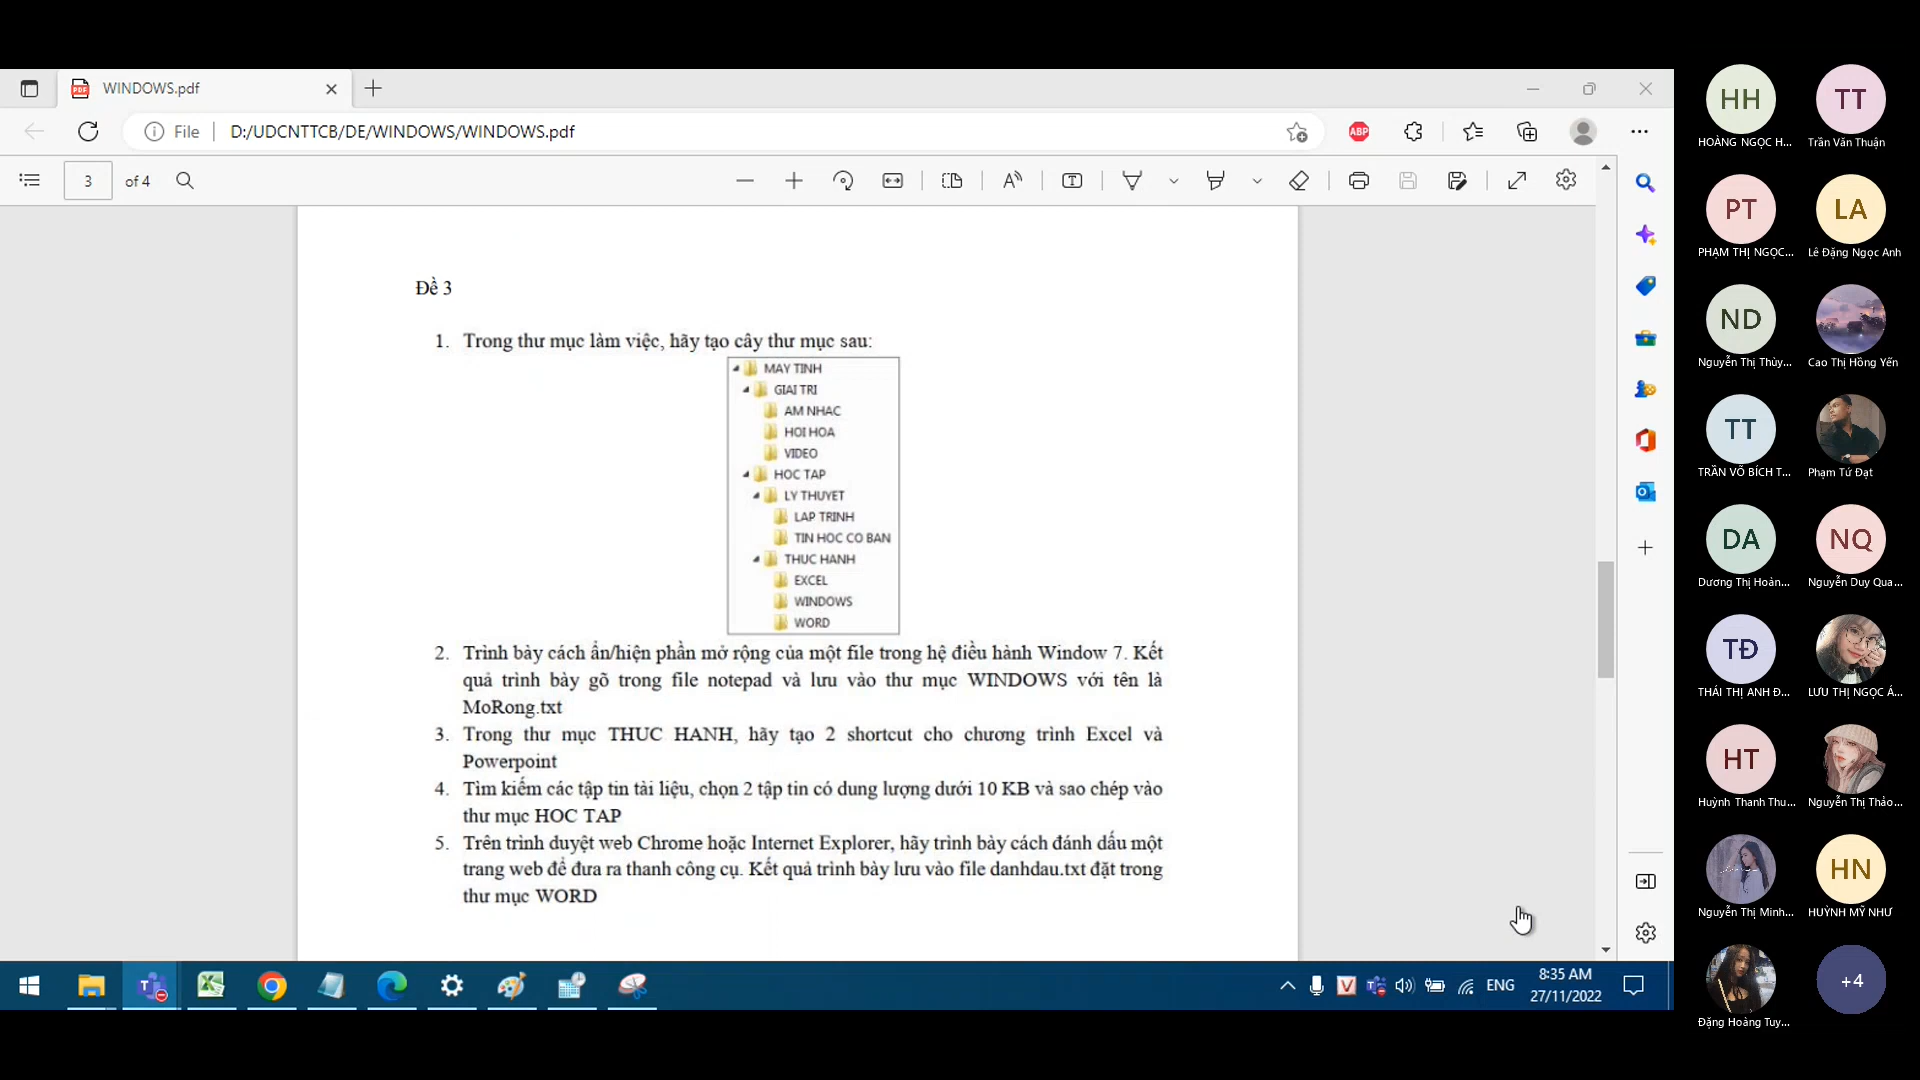 WINDOWS.pdf
File
D:/UDCNTTCB/DE/WINDOWS/WINDOWS.pdf
ABP
3 of 4
Đề 3
1. Trong thư mục làm việc, hãy tạo cây thư mục sau:
MAY TINH
GIAI TRI
AM NHAC
HOI HOA
VIDEO
HOC TAP
LY THUYET
LAP TRINH
TIN HOC CO BAN
THUC HANH
EXCEL
WINDOWS
WORD
2. Trình bày cách ẩn/hiện phần mở rộng của một file trong hệ điều hành Window 7. Kết
quả trình bày gõ trong file notepad và lưu vào thư mục WINDOWS với tên là
MoRong.txt
3. Trong thư mục THUC HANH, hãy tạo 2 shortcut cho chương trình Excel và
Powerpoint
4. Tìm kiếm các tập tin tài liệu, chọn 2 tập tin có dung lượng dưới 10 KB và sao chép vào
thư mục HOC TAP
5. Trên trình duyệt web Chrome hoặc Internet Explorer, hãy trình bày cách đánh dấu một
trang web để đưa ra thanh công cụ. Kết quả trình bày lưu vào file danhdau.txt đặt trong
thư mục WORD
ENG
8:35 AM
27/11/2022
HH TT
HOÀNG NGỌC H... Trần Văn Thuận
PT LA
PHẠM THỊ NGỌC... Lê Đặng Ngọc Anh
ND
Nguyễn Thị Thùy... Cao Thị Hồng Yến
TT
TRẦN VÕ BÍCH T... Phạm Tứ Đạt
DA NQ
Dương Thị Hoàn... Nguyễn Duy Qua...
TĐ
THÁI THỊ ANH Đ... LƯU THỊ NGỌC Á...
HT
Huỳnh Thanh Thu... Nguyễn Thị Thảo...
HN
Nguyễn Thị Minh... HUỲNH MỸ NHƯ
+4
Đặng Hoàng Tuy...